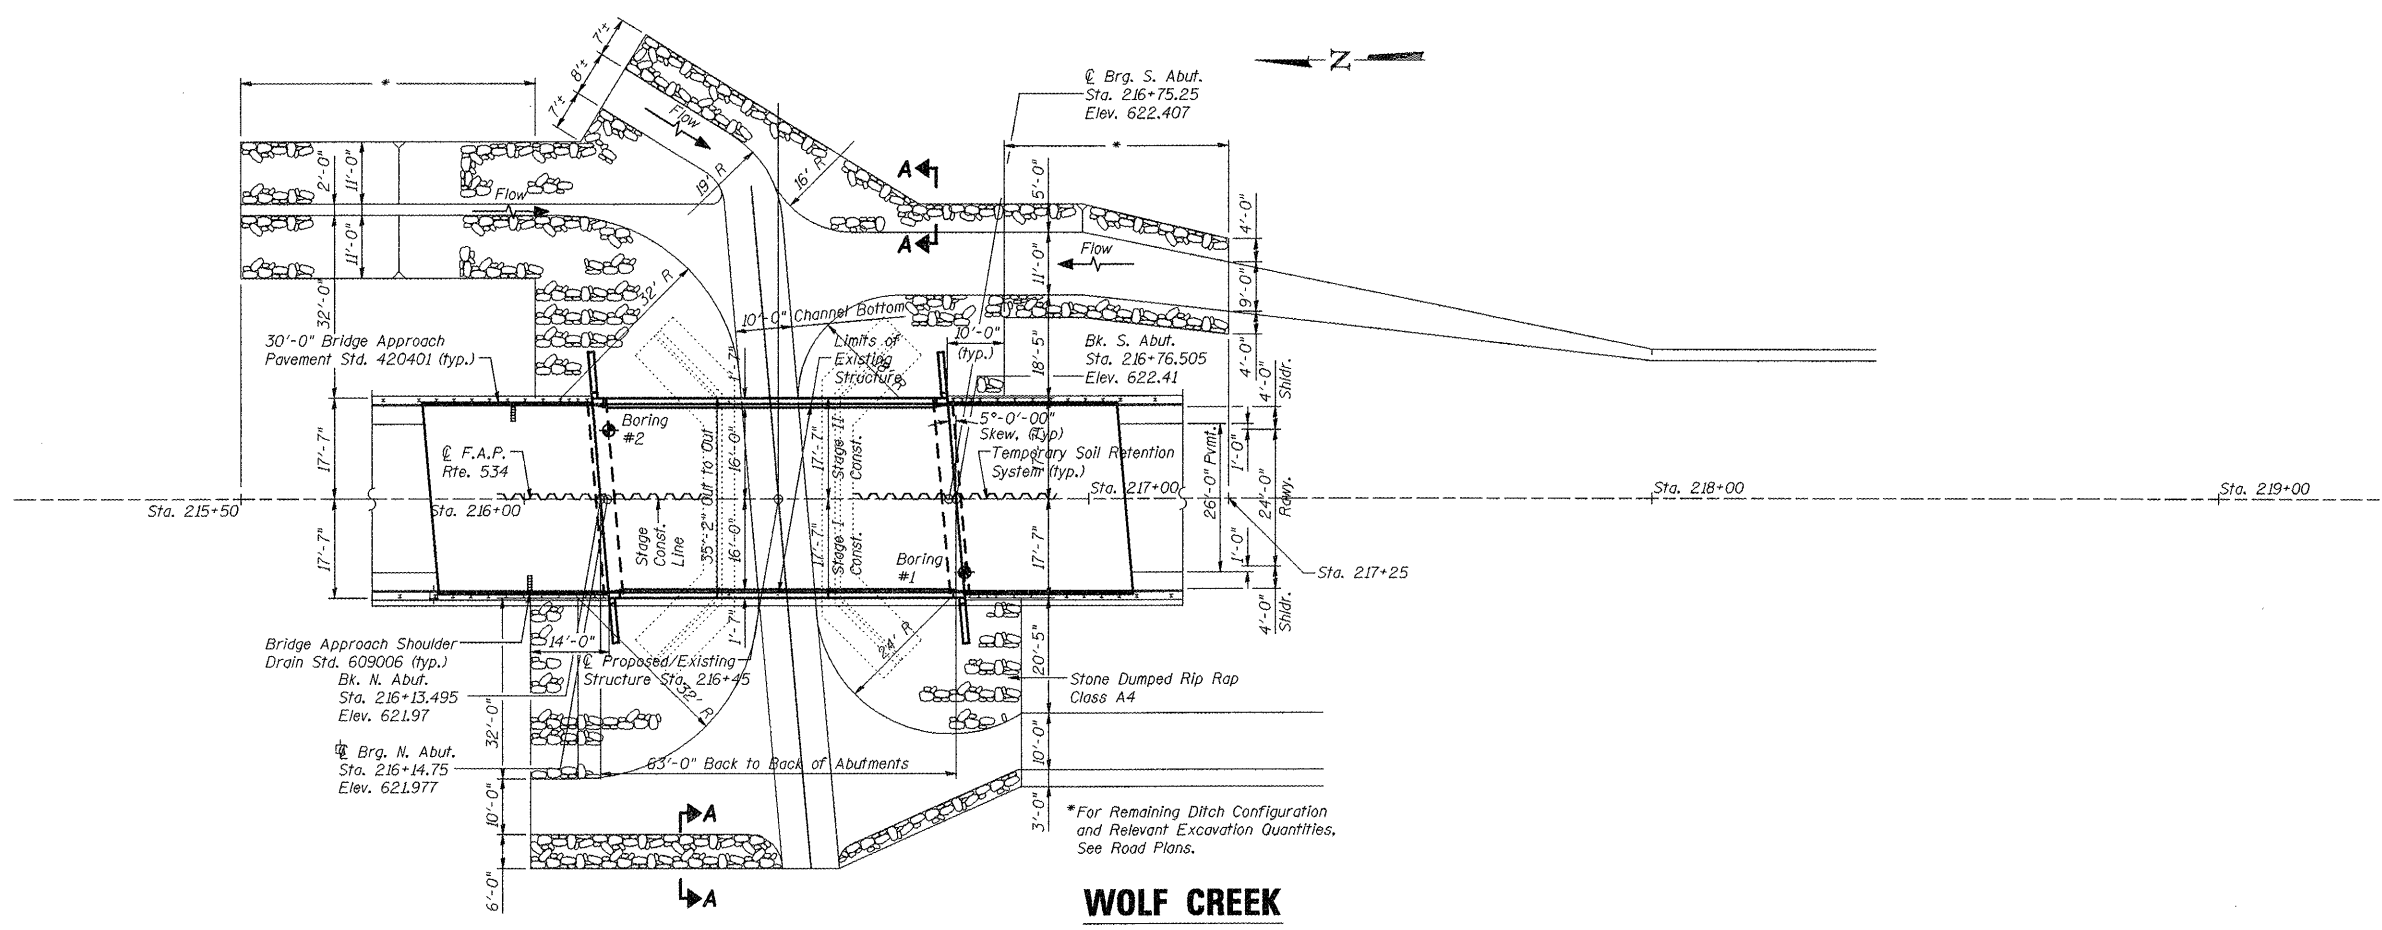 7'±
8'±
7'±
*
Flow
19' R
16' R
A
A
N
℄ Brg. S. Abut.
Sta. 216+75.25
Elev. 622.407
*
2'-0"
11'-0"
11'-0"
Flow
5'-0"
11'-0"
Flow
4'-0"
9'-0"
4'-0"
32'-0"
32' R
10'-0" Channel Bottom
10'-0"
(typ.)
18'-5"
30'-0" Bridge Approach
Pavement Std. 420401 (typ.)
Limits of
Existing
Structure
Bk. S. Abut.
Sta. 216+76.505
Elev. 622.41
1'-7"
4'-0"
Shldr.
Boring
#2
5°-0'-00"
Skew, (Typ)
Temporary Soil Retention
System (typ.)
℄ F.A.P.
Rte. 534
17'-7"
17'-7"
35'-2" Out to Out
16'-0"
16'-0"
17'-7"
Stage II
Const.
17'-7"
Stage I
Const.
17'-7"
17'-7"
26'-0" Pvmt.
1'-0"
24'-0"
Rdwy.
1'-0"
Sta. 215+50
Sta. 216+00
Sta. 217+00
Sta. 218+00
Sta. 219+00
Stage
Const.
Line
Boring
#1
Sta. 217+25
4'-0"
Shldr.
1'-7"
Bridge Approach Shoulder
Drain Std. 609006 (typ.)
14'-0"
℄ Proposed/Existing
Structure Sta. 216+45
24' R
20'-5"
Bk. N. Abut.
Sta. 216+13.495
Elev. 621.97
32' R
Stone Dumped Rip Rap
Class A4
32'-0"
℄ Brg. N. Abut.
Sta. 216+14.75
Elev. 621.977
63'-0" Back to Back of Abutments
10'-0"
10'-0"
3'-0"
6'-0"
A
A
*For Remaining Ditch Configuration
and Relevant Excavation Quantities,
See Road Plans.
WOLF CREEK